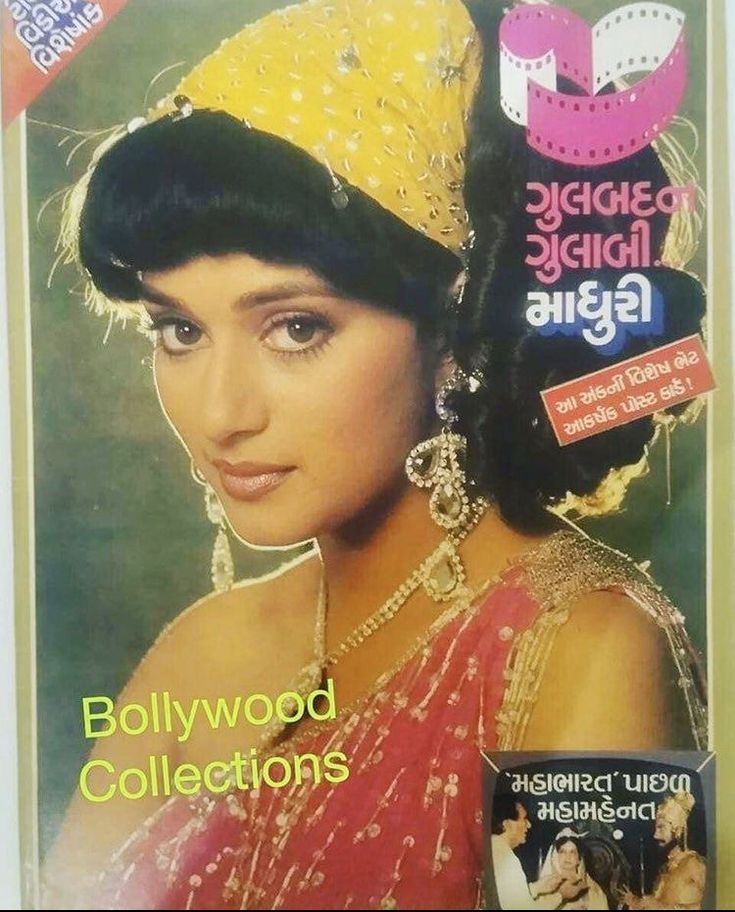 વિડીયો
વિશેષાંક
ગુલબદન
ગુલાબી..
માધુરી
આ અંકની વિશેષ ભેટ
આકર્ષક પોસ્ટ કાર્ડ!
Bollywood
Collections
'મહાભારત' પાછળ
મહામહેનત